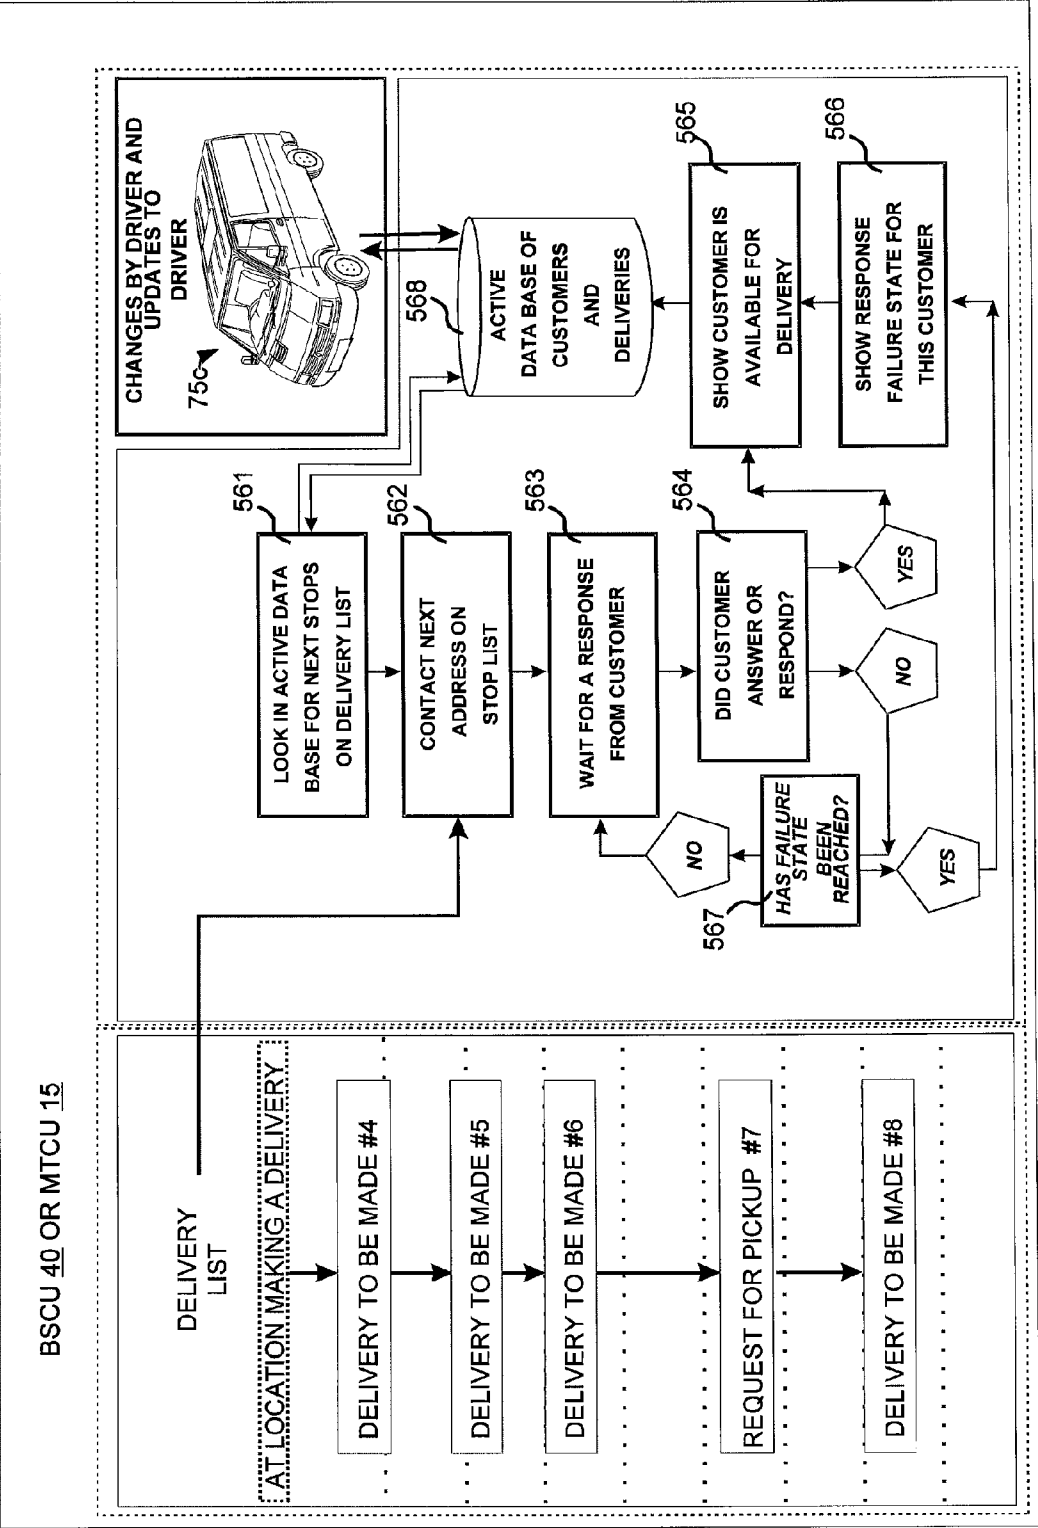 BSCU 40 OR MTCU 15
DELIVERY
LIST
AT LOCATION MAKING A DELIVERY
DELIVERY TO BE MADE #4
DELIVERY TO BE MADE #5
DELIVERY TO BE MADE #6
REQUEST FOR PICKUP #7
DELIVERY TO BE MADE #8
561
LOOK IN ACTIVE DATA
BASE FOR NEXT STOPS
ON DELIVERY LIST
562
CONTACT NEXT
ADDRESS ON
STOP LIST
563
WAIT FOR A RESPONSE
FROM CUSTOMER
564
DID CUSTOMER
ANSWER OR
RESPOND?
YES
NO
567
HAS FAILURE
STATE
BEEN
REACHED?
NO
YES
CHANGES BY DRIVER AND
UPDATES TO
DRIVER
75c
568
ACTIVE
DATA BASE OF
CUSTOMERS
AND
DELIVERIES
565
SHOW CUSTOMER IS
AVAILABLE FOR
DELIVERY
566
SHOW RESPONSE
FAILURE STATE FOR
THIS CUSTOMER